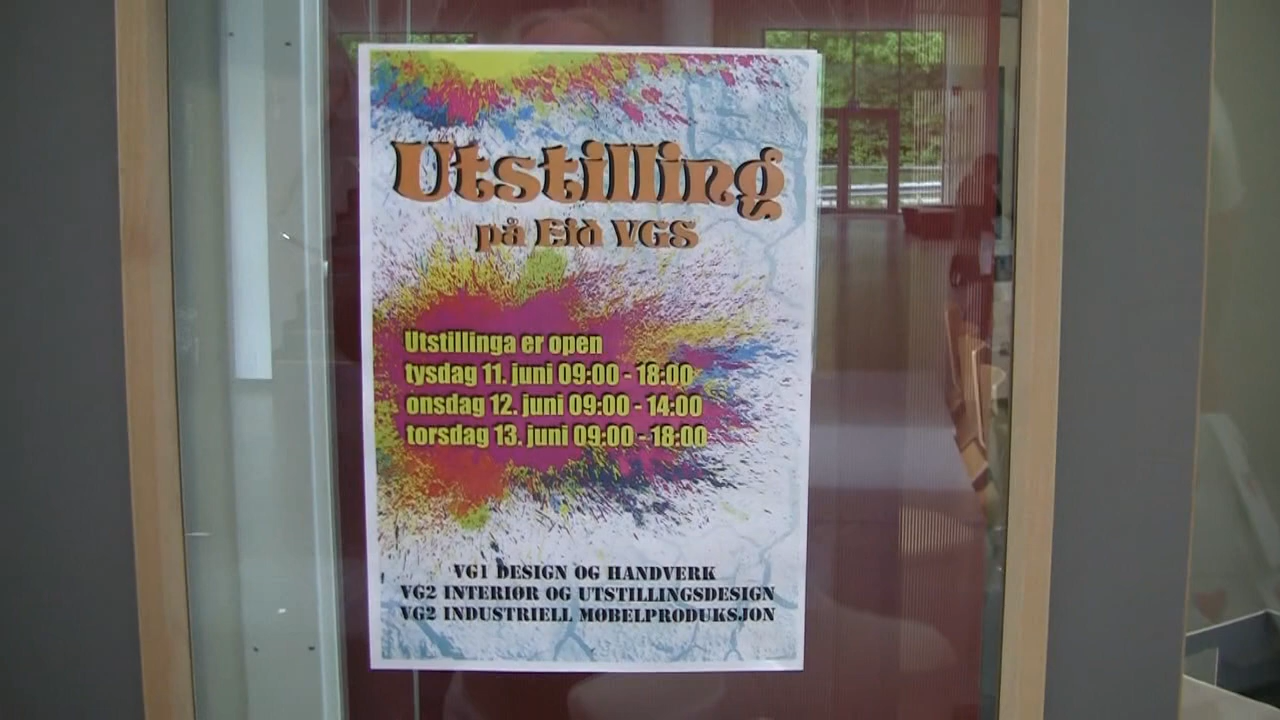 Utstilling
på Eid VGS
Utstillinga er open
tysdag 11. juni 09:00 - 18:00
onsdag 12. juni 09:00 - 14:00
torsdag 13. juni 09:00 - 18:00
VG1 DESIGN OG HANDVERK
VG2 INTERIØR OG UTSTILLINGSDESIGN
VG2 INDUSTRIELL MØBELPRODUKSJON